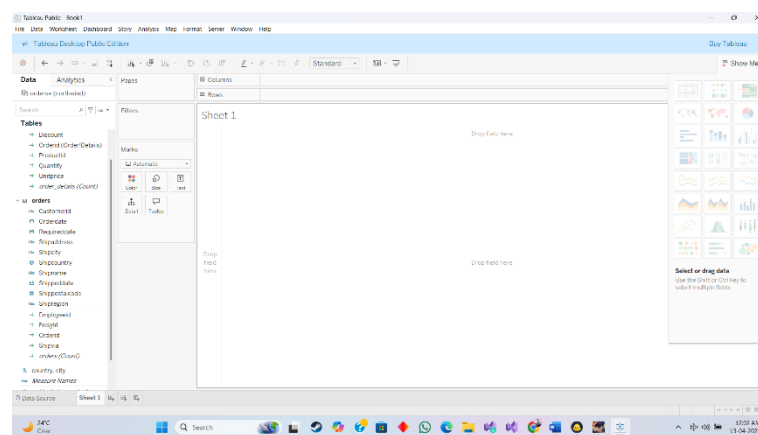 Tableau Public - Book1
File Data Worksheet Dashboard Story Analysis Map Format Server Window Help
Tableau Desktop Public Edition
Buy Tableau
Standard
Show Me
Data Analytics
Pages
Columns
orders+ (northwind)
Rows
Search
Filters
Sheet 1
Tables
Discount
Orderid (Order Details)
Productid
Quantity
Unitprice
order_details (Count)
Marks
Automatic
Color Size Text
Detail Tooltip
Drop field here
orders
Customerid
Orderdate
Requireddate
Shipaddress
Shipcity
Shipcountry
Shipname
Shippeddate
Shippostalcode
Shipregion
Employeeid
Freight
Orderid
Shipvia
orders (Count)
country, city
Measure Names
Drop
field
here
Drop field here
Select or drag data
Use the Shift or Ctrl key to
select multiple fields
Data Source Sheet 1
24°C
Clear
Search
12:02 AM